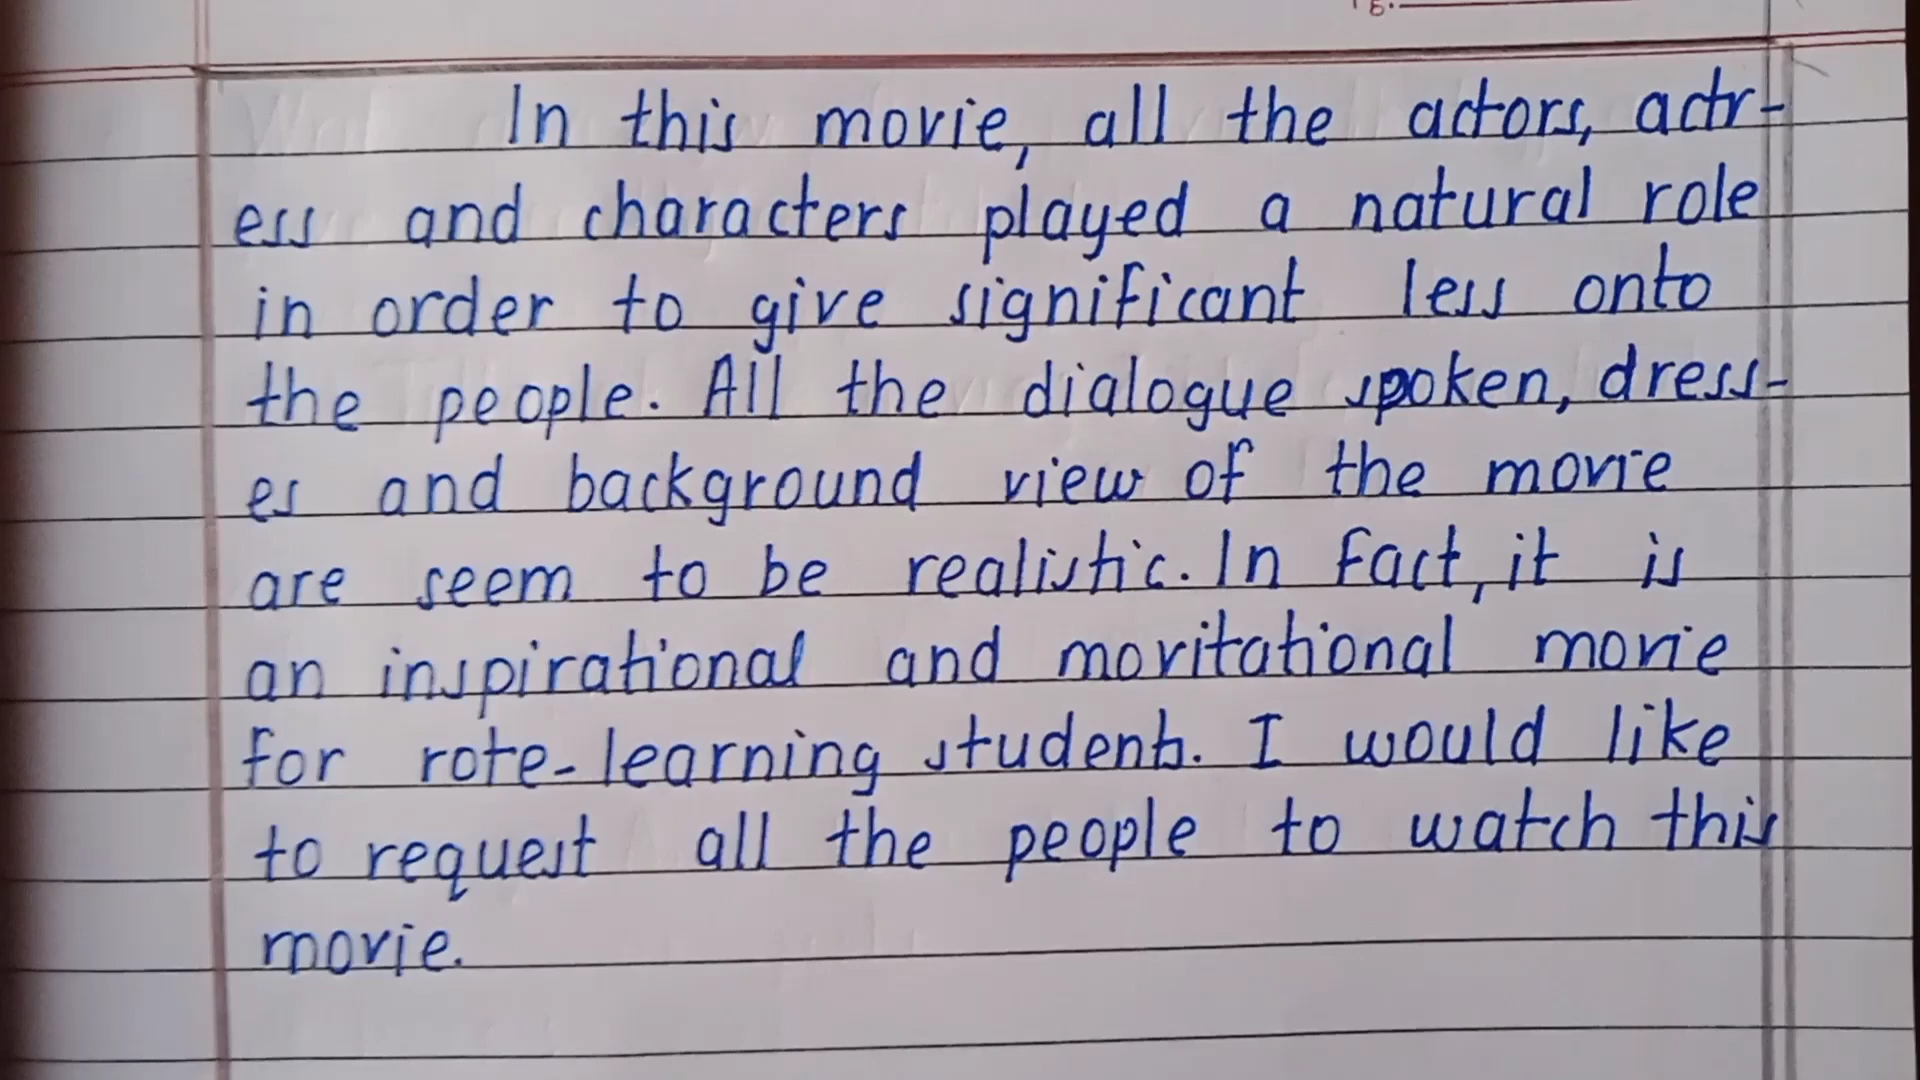 In this movie, all the actors, actr-
ess and characters played a natural role
in order to give significant less onto
the people. All the dialogue spoken, dress-
es and background view of the movie
are seem to be realistic. In fact, it is
an inspirational and movitational movie
for rote-learning students. I would like
to request all the people to watch this
movie.